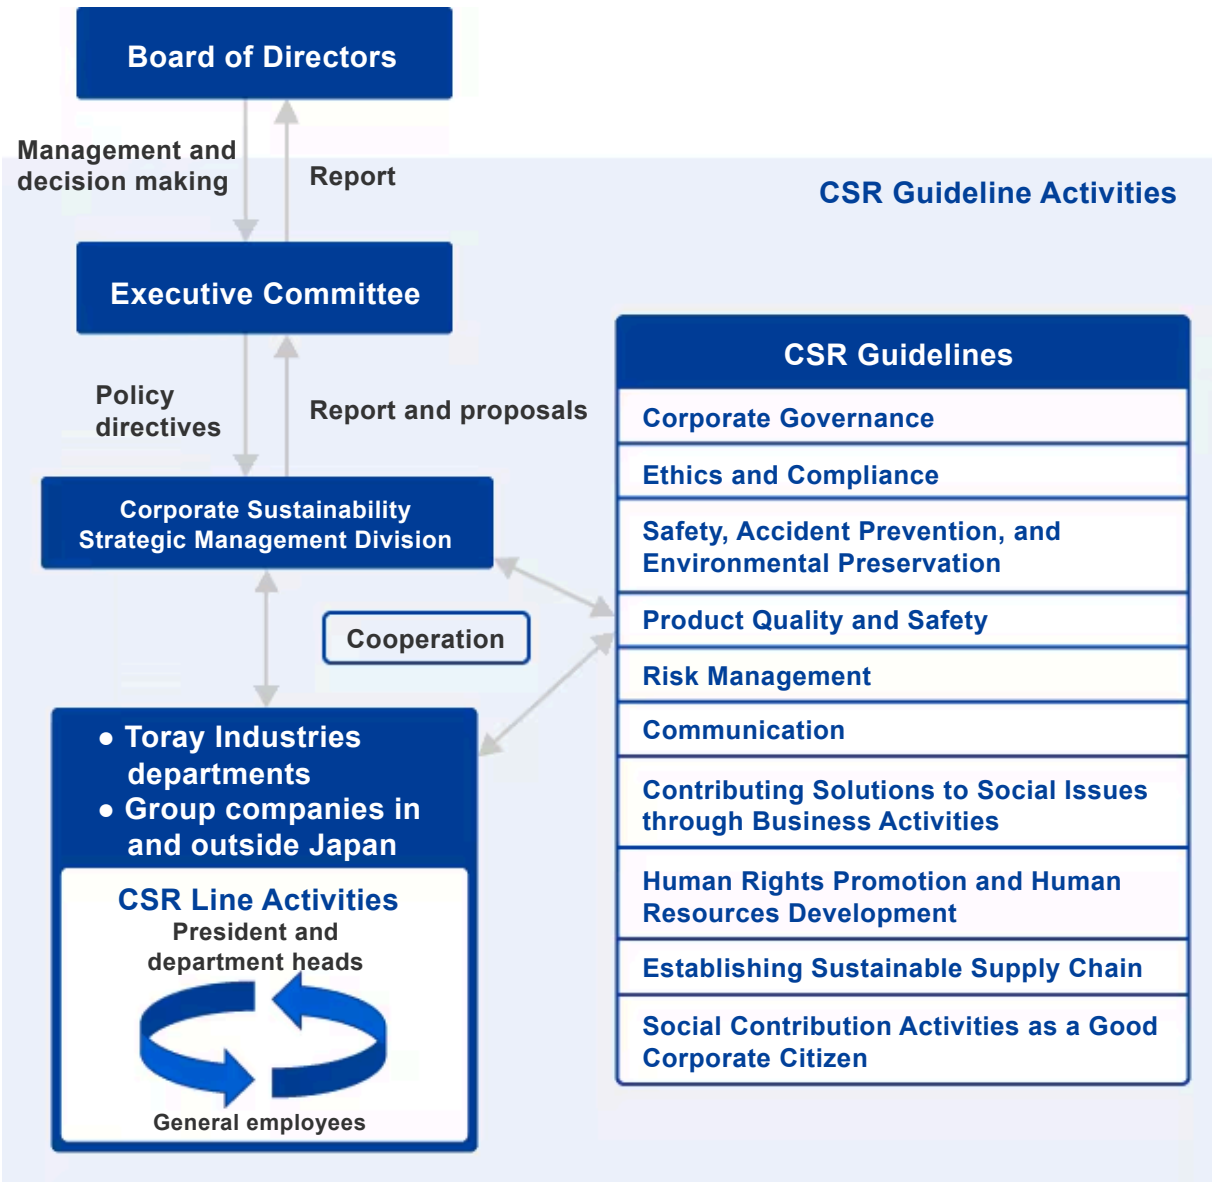 Board of Directors
Management and
decision making
Report
CSR Guideline Activities
Executive Committee
Policy
directives
Report and proposals
Corporate Sustainability
Strategic Management Division
Cooperation
● Toray Industries
departments
● Group companies in
and outside Japan
CSR Line Activities
President and
department heads
General employees
CSR Guidelines
Corporate Governance
Ethics and Compliance
Safety, Accident Prevention, and
Environmental Preservation
Product Quality and Safety
Risk Management
Communication
Contributing Solutions to Social Issues
through Business Activities
Human Rights Promotion and Human
Resources Development
Establishing Sustainable Supply Chain
Social Contribution Activities as a Good
Corporate Citizen